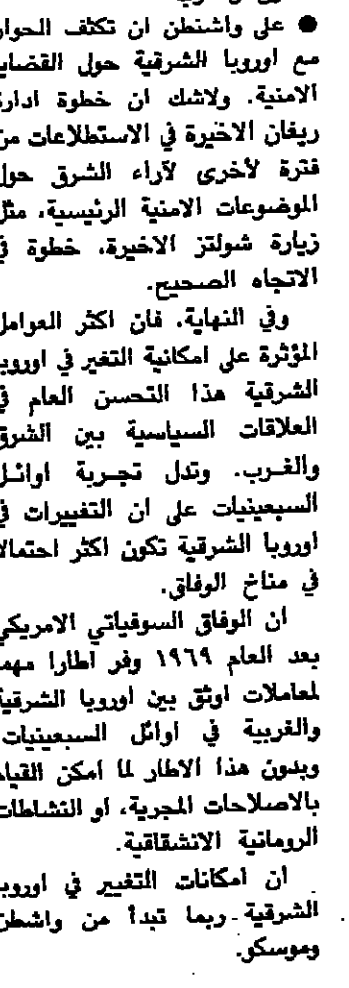 ● على واشنطن ان تكثف الحوار
مع اوروبا الشرقية حول القضايا
الامنية. ولاشك ان خطوة ادارة
ريغان الاخيرة في الاستطلاعات من
فترة لأخرى لآراء الشرق حول
الموضوعات الامنية الرئيسية، مثل
زيارة شولتز الاخيرة، خطوة في
الاتجاه الصحيح.
وفي النهاية، فان اكثر العوامل
المؤثرة على امكانية التغير في اوروبا
الشرقية هذا التحسن العام في
العلاقات السياسية بين الشرق
والغرب. وتدل تجربة اوائل
السبعينيات على ان التغييرات في
اوروبا الشرقية تكون اكثر احتمالا
في مناخ الوفاق.
ان الوفاق السوفياتي الامريكي
بعد العام ١٩٦٩ وفر اطارا مهما
لمعاملات اوثق بين اوروبا الشرقية
والغربية في اوائل السبعينيات،
وبدون هذا الاطار لما امكن القيام
بالاصلاحات المجرية، او النشاطات
الرومانية الانشقاقية.
ان امكانات التغيير في اوروبا
الشرقية ربما تبدأ من واشنطن
وموسكو.